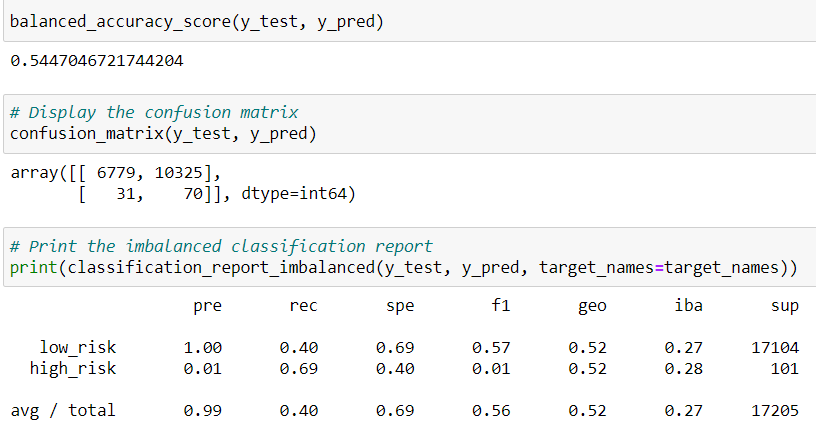 balanced_accuracy_score(y_test, y_pred)
0.5447046721744204
# Display the confusion matrix
confusion_matrix(y_test, y_pred)
array([[ 6779, 10325],
       [   31,    70]], dtype=int64)
# Print the imbalanced classification report
print(classification_report_imbalanced(y_test, y_pred, target_names=target_names))
pre rec spe f1 geo iba sup
low_risk 1.00 0.40 0.69 0.57 0.52 0.27 17104
high_risk 0.01 0.69 0.40 0.01 0.52 0.28 101
avg / total 0.99 0.40 0.69 0.56 0.52 0.27 17205